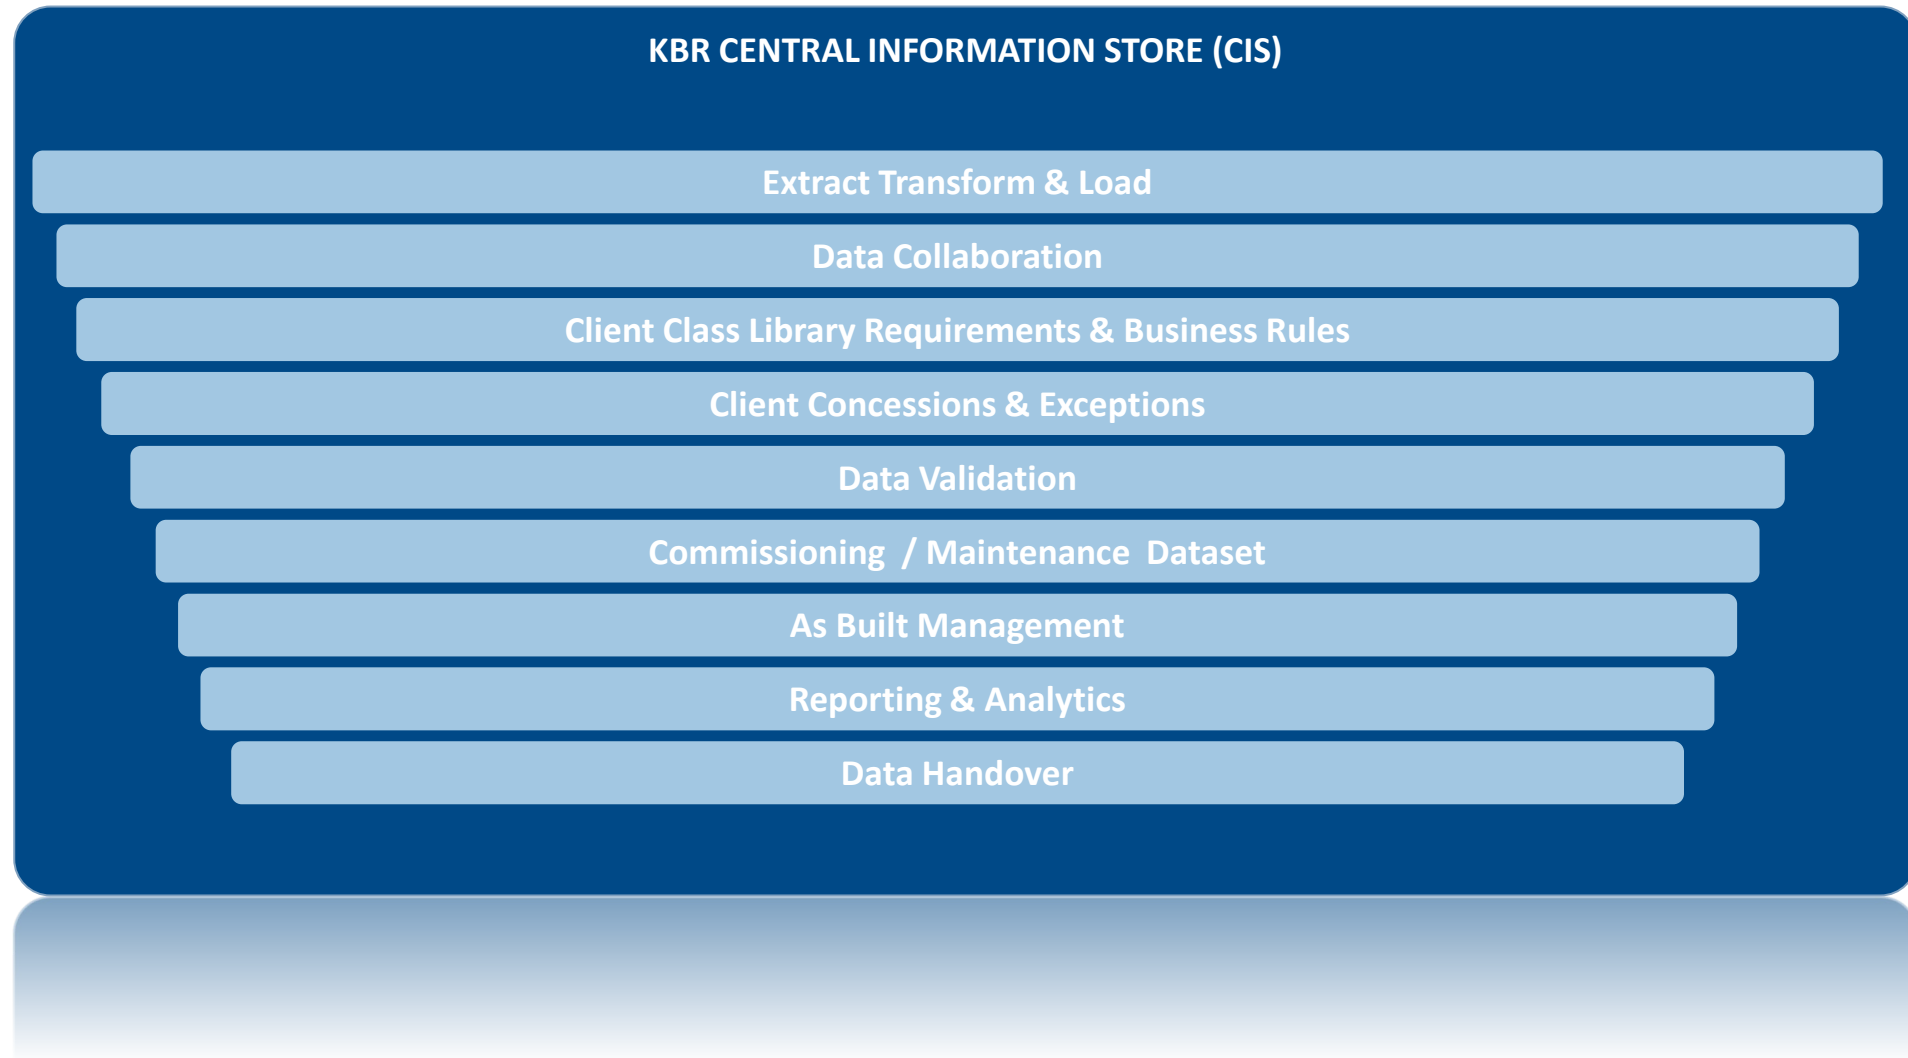 KBR CENTRAL INFORMATION STORE (CIS)
Extract Transform & Load
Data Collaboration
Client Class Library Requirements & Business Rules
Client Concessions & Exceptions
Data Validation
Commissioning / Maintenance Dataset
As Built Management
Reporting & Analytics
Data Handover